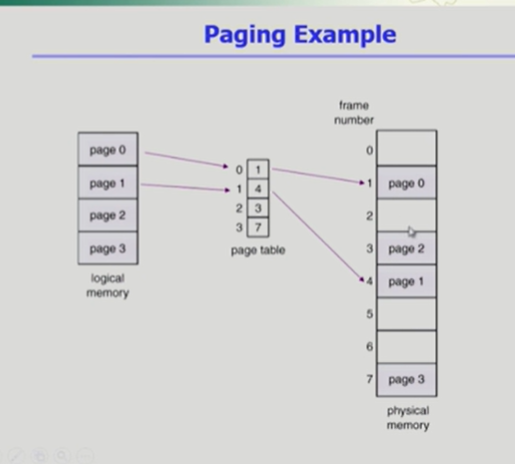 Paging Example
page 0
page 1
page 2
page 3
logical
memory
0 1
1 4
2 3
3 7
page table
frame
number
0
1 page 0
2
3 page 2
4 page 1
5
6
7 page 3
physical
memory